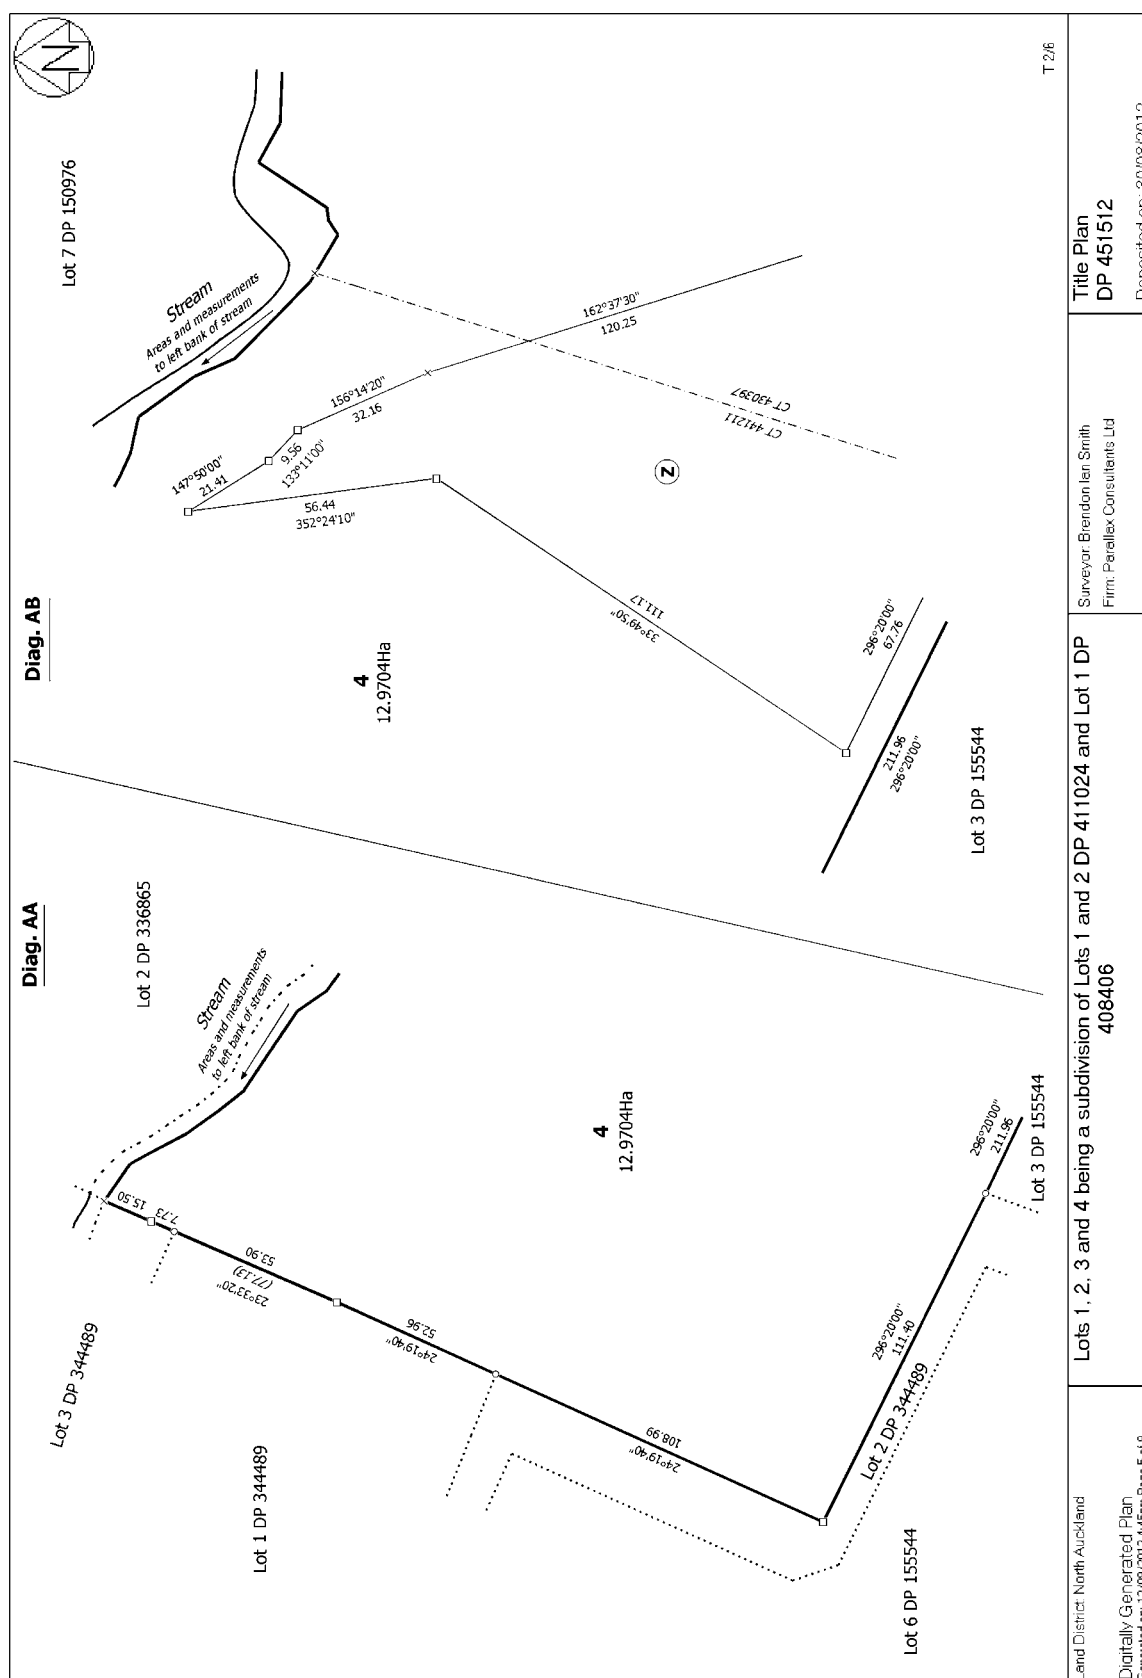 Diag. AA
Lot 2 DP 336865
Stream
Areas and measurements
to left bank of stream
Lot 3 DP 344489
Lot 1 DP 344489
15.50
7.73
53.90
(77.13)
23°33'20"
52.96
24°19'40"
108.99
24°19'40"
4
12.9704Ha
296°20'00"
111.40
Lot 2 DP 344489
Lot 6 DP 155544
296°20'00"
211.96
Lot 3 DP 155544
Diag. AB
N
Lot 7 DP 150976
Stream
Areas and measurements
to left bank of stream
147°50'00"
21.41
9.56
133°11'00"
156°14'20"
32.16
162°37'30"
120.25
56.44
352°24'10"
CT 430397
CT 441211
Z
4
12.9704Ha
111.17
33°49'50"
296°20'00"
67.76
211.96
296°20'00"
Lot 3 DP 155544
T 2/6
Land District: North Auckland
Digitally Generated Plan
Lots 1, 2, 3 and 4 being a subdivision of Lots 1 and 2 DP 411024 and Lot 1 DP
408406
Surveyor: Brendon Ian Smith
Firm: Parallax Consultants Ltd
Title Plan
DP 451512
Deposited on: